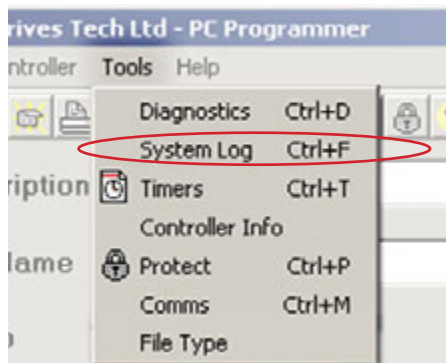 rives Tech Ltd - PC Programmer
ntroller Tools Help
Diagnostics Ctrl+D
System Log Ctrl+F
ription
Timers Ctrl+T
Controller Info
lame
Protect Ctrl+P
Comms Ctrl+M
File Type